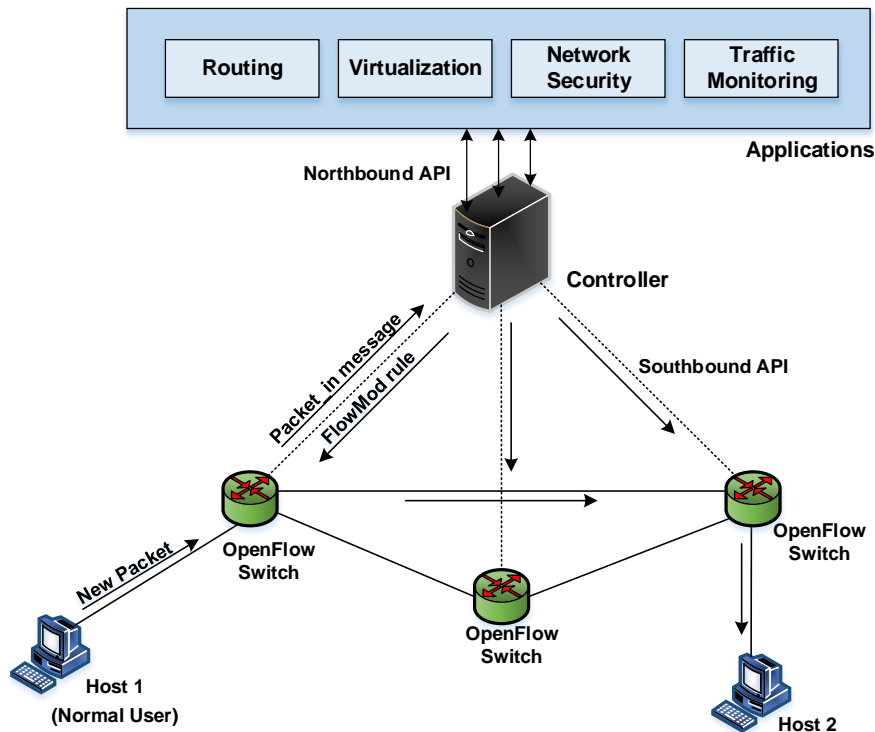 Routing
Virtualization
Network
Security
Traffic
Monitoring
Applications
Northbound API
Controller
Packet_in message
FlowMod rule
Southbound API
New Packet
OpenFlow
Switch
OpenFlow
Switch
OpenFlow
Switch
Host 1
(Normal User)
Host 2